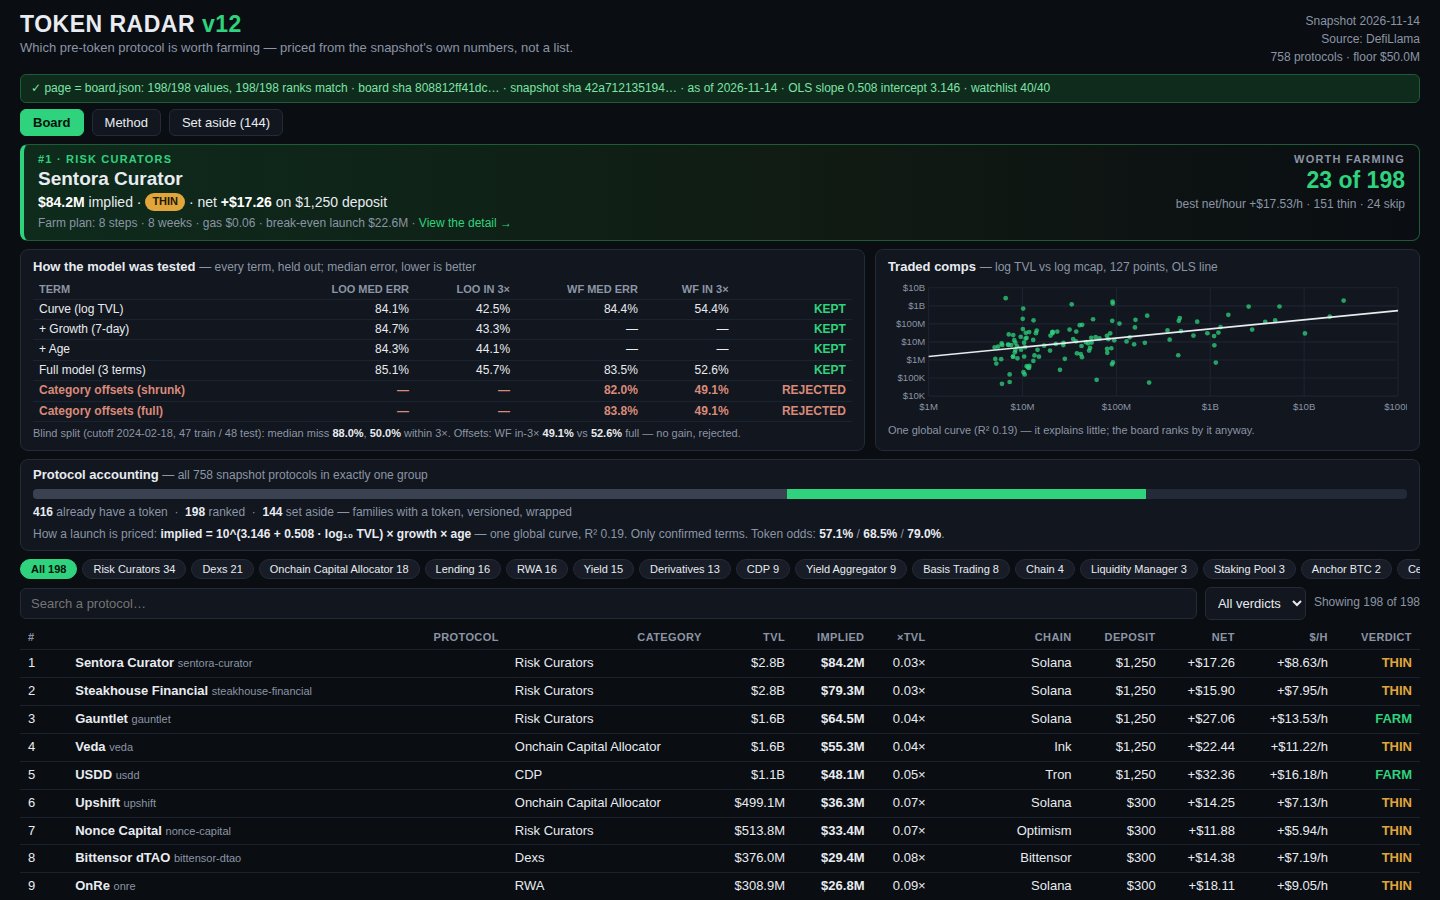 TOKEN RADAR v12
Which pre-token protocol is worth farming — priced from the snapshot's own numbers, not a list.
Snapshot 2026-11-14
Source: DefiLlama
758 protocols · floor $50.0M
✓ page = board.json: 198/198 values, 198/198 ranks match · board sha 808812ff41dc… · snapshot sha 42a712135194… · as of 2026-11-14 · OLS slope 0.508 intercept 3.146 · watchlist 40/40
Board Method Set aside (144)
#1 · RISK CURATORS
Sentora Curator
$84.2M implied · THIN · net +$17.26 on $1,250 deposit
Farm plan: 8 steps · 8 weeks · gas $0.06 · break-even launch $22.6M · View the detail →
WORTH FARMING
23 of 198
best net/hour +$17.53/h · 151 thin · 24 skip
How the model was tested — every term, held out; median error, lower is better
TERM LOO MED ERR LOO IN 3× WF MED ERR WF IN 3×
Curve (log TVL) 84.1% 42.5% 84.4% 54.4% KEPT
+ Growth (7-day) 84.7% 43.3% — — KEPT
+ Age 84.3% 44.1% — — KEPT
Full model (3 terms) 85.1% 45.7% 83.5% 52.6% KEPT
Category offsets (shrunk) — — 82.0% 49.1% REJECTED
Category offsets (full) — — 83.8% 49.1% REJECTED
Blind split (cutoff 2024-02-18, 47 train / 48 test): median miss 88.0%, 50.0% within 3×. Offsets: WF in-3× 49.1% vs 52.6% full — no gain, rejected.
Traded comps — log TVL vs log mcap, 127 points, OLS line
$10B
$1B
$100M
$10M
$1M
$100K
$10K
$1M $10M $100M $1B $10B $100
One global curve (R² 0.19) — it explains little; the board ranks by it anyway.
Protocol accounting — all 758 snapshot protocols in exactly one group
416 already have a token · 198 ranked · 144 set aside — families with a token, versioned, wrapped
How a launch is priced: implied = 10^(3.146 + 0.508 · log₁₀ TVL) × growth × age — one global curve, R² 0.19. Only confirmed terms. Token odds: 57.1% / 68.5% / 79.0%.
All 198 Risk Curators 34 Dexs 21 Onchain Capital Allocator 18 Lending 16 RWA 16 Yield 15 Derivatives 13 CDP 9 Yield Aggregator 9 Basis Trading 8 Chain 4 Liquidity Manager 3 Staking Pool 3 Anchor BTC 2 Ce
Search a protocol… All verdicts Showing 198 of 198
# PROTOCOL CATEGORY TVL IMPLIED ×TVL CHAIN DEPOSIT NET $/H VERDICT
1 Sentora Curator sentora-curator Risk Curators $2.8B $84.2M 0.03× Solana $1,250 +$17.26 +$8.63/h THIN
2 Steakhouse Financial steakhouse-financial Risk Curators $2.8B $79.3M 0.03× Solana $1,250 +$15.90 +$7.95/h THIN
3 Gauntlet gauntlet Risk Curators $1.6B $64.5M 0.04× Solana $1,250 +$27.06 +$13.53/h FARM
4 Veda veda Onchain Capital Allocator $1.6B $55.3M 0.04× Ink $1,250 +$22.44 +$11.22/h THIN
5 USDD usdd CDP $1.1B $48.1M 0.05× Tron $1,250 +$32.36 +$16.18/h FARM
6 Upshift upshift Onchain Capital Allocator $499.1M $36.3M 0.07× Solana $300 +$14.25 +$7.13/h THIN
7 Nonce Capital nonce-capital Risk Curators $513.8M $33.4M 0.07× Optimism $300 +$11.88 +$5.94/h THIN
8 Bittensor dTAO bittensor-dtao Dexs $376.0M $29.4M 0.08× Bittensor $300 +$14.38 +$7.19/h THIN
9 OnRe onre RWA $308.9M $26.8M 0.09× Solana $300 +$18.11 +$9.05/h THIN